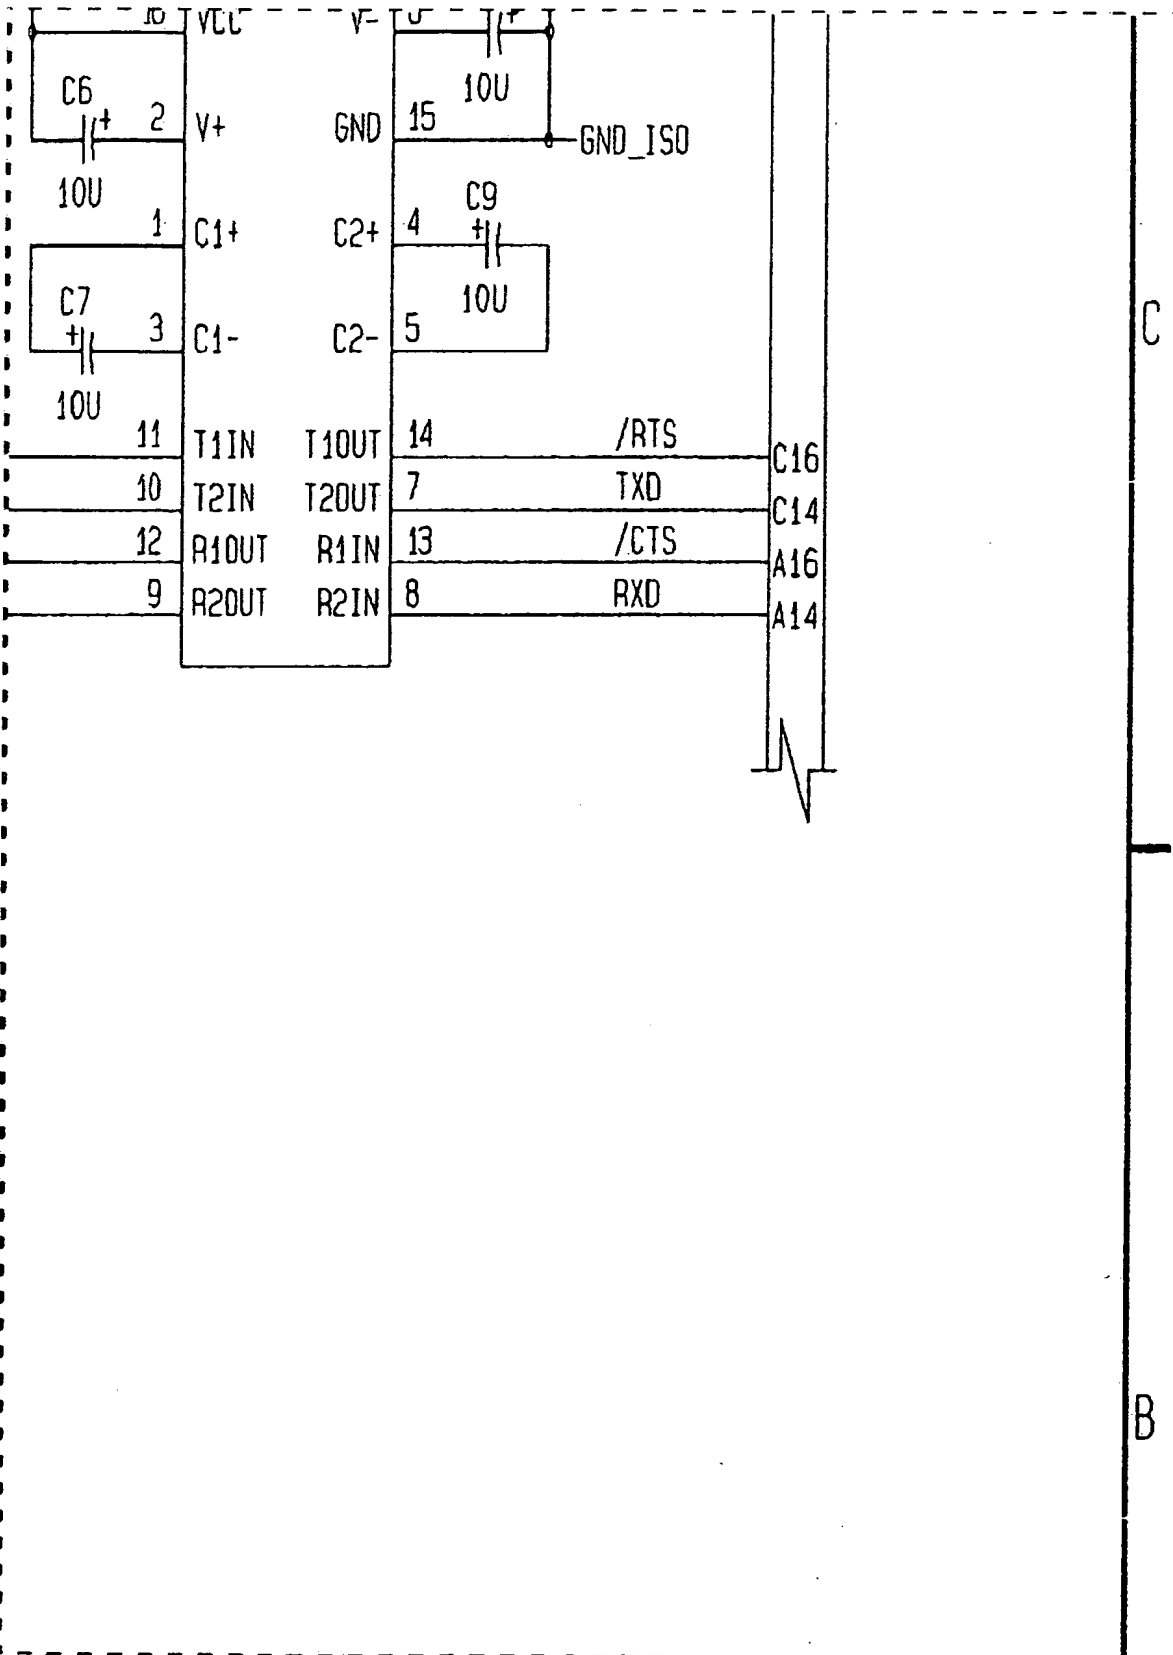 VCC V-
10U
C6
2 V+ GND 15 GND_ISO
10U
C9
1 C1+ C2+ 4 +
10U
C7
3 C1- C2- 5
10U
11 T1IN T1OUT 14 /RTS C16
10 T2IN T2OUT 7 TXD C14
12 R1OUT R1IN 13 /CTS A16
9 R2OUT R2IN 8 RXD A14
C
B